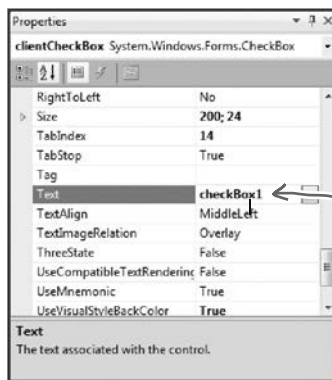 Properties
clientCheckBox System.Windows.Forms.CheckBox
RightToLeft No
Size 200; 24
TabIndex 14
TabStop True
Tag
Text checkBox1
TextAlign MiddleLeft
TextImageRelation Overlay
ThreeState False
UseCompatibleTextRendering False
UseMnemonic True
UseVisualStyleBackColor True
Text
The text associated with the control.